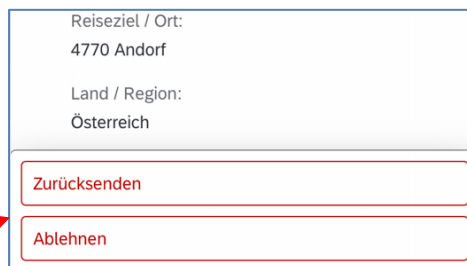 Reiseziel / Ort:
4770 Andorf
Land / Region:
Österreich
Zurücksenden
Ablehnen